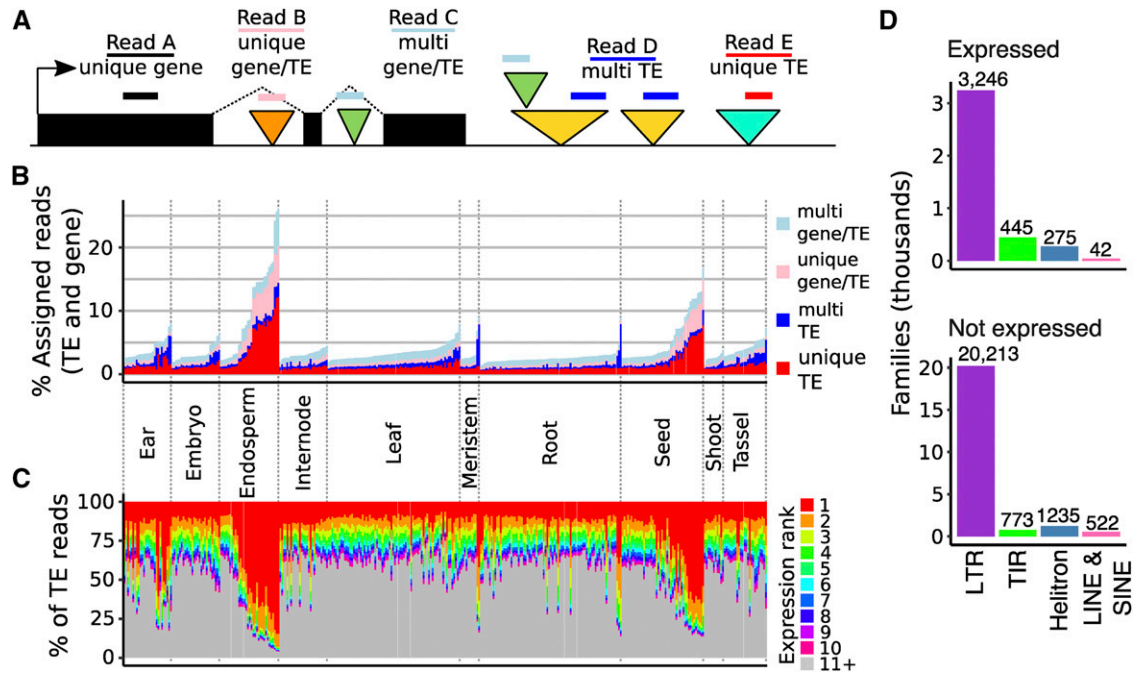 A
Read A
unique gene
Read B
unique
gene/TE
Read C
multi
gene/TE
Read D
multi TE
Read E
unique TE
B
% Assigned reads
(TE and gene)
20
10
0
multi
gene/TE
unique
gene/TE
multi
TE
unique
TE
Ear
Embryo
Endosperm
Internode
Leaf
Meristem
Root
Seed
Shoot
Tassel
C
% of TE reads
100
75
50
25
0
Expression rank
1
2
3
4
5
6
7
8
9
10
11+
D
Families (thousands)
Expressed
3,246
445
275
42
3
2
1
0
Not expressed
20,213
773
1235
522
20
15
10
5
0
LTR
TIR
Helitron
LINE &
SINE